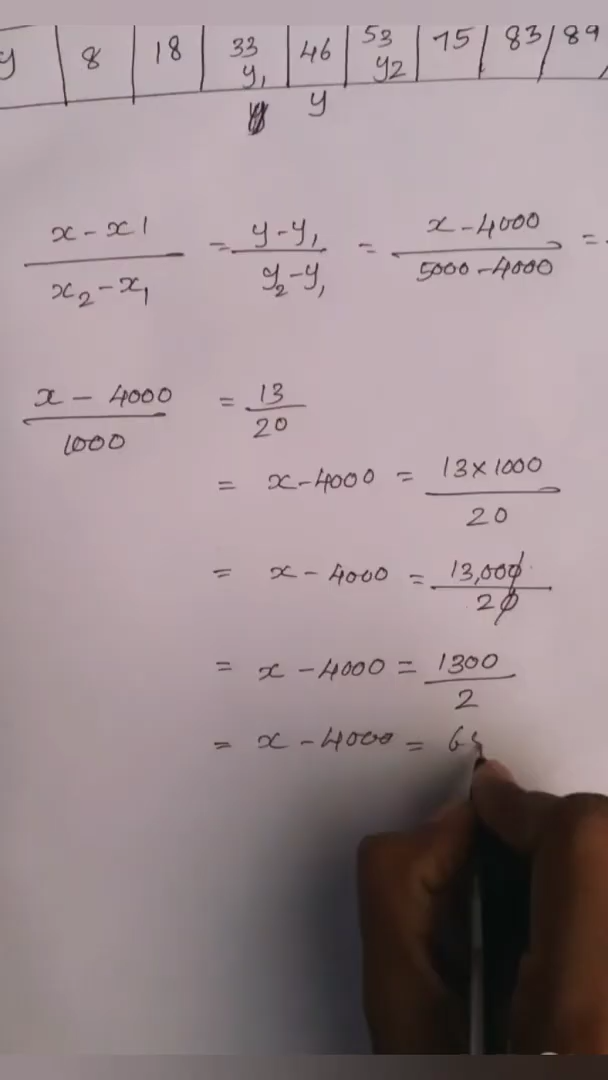 y 8 18 33 46 53 75 83 89
y₁ y₂
y
x - x1 / x₂ - x₁ = y - y₁ / y₂ - y₁ = x - 4000 / 5000 - 4000 =
x - 4000 / 1000 = 13 / 20
= x - 4000 = 13 × 1000 / 20
= x - 4000 = 13,000 / 20
= x - 4000 = 1300 / 2
= x - 4000 = 65